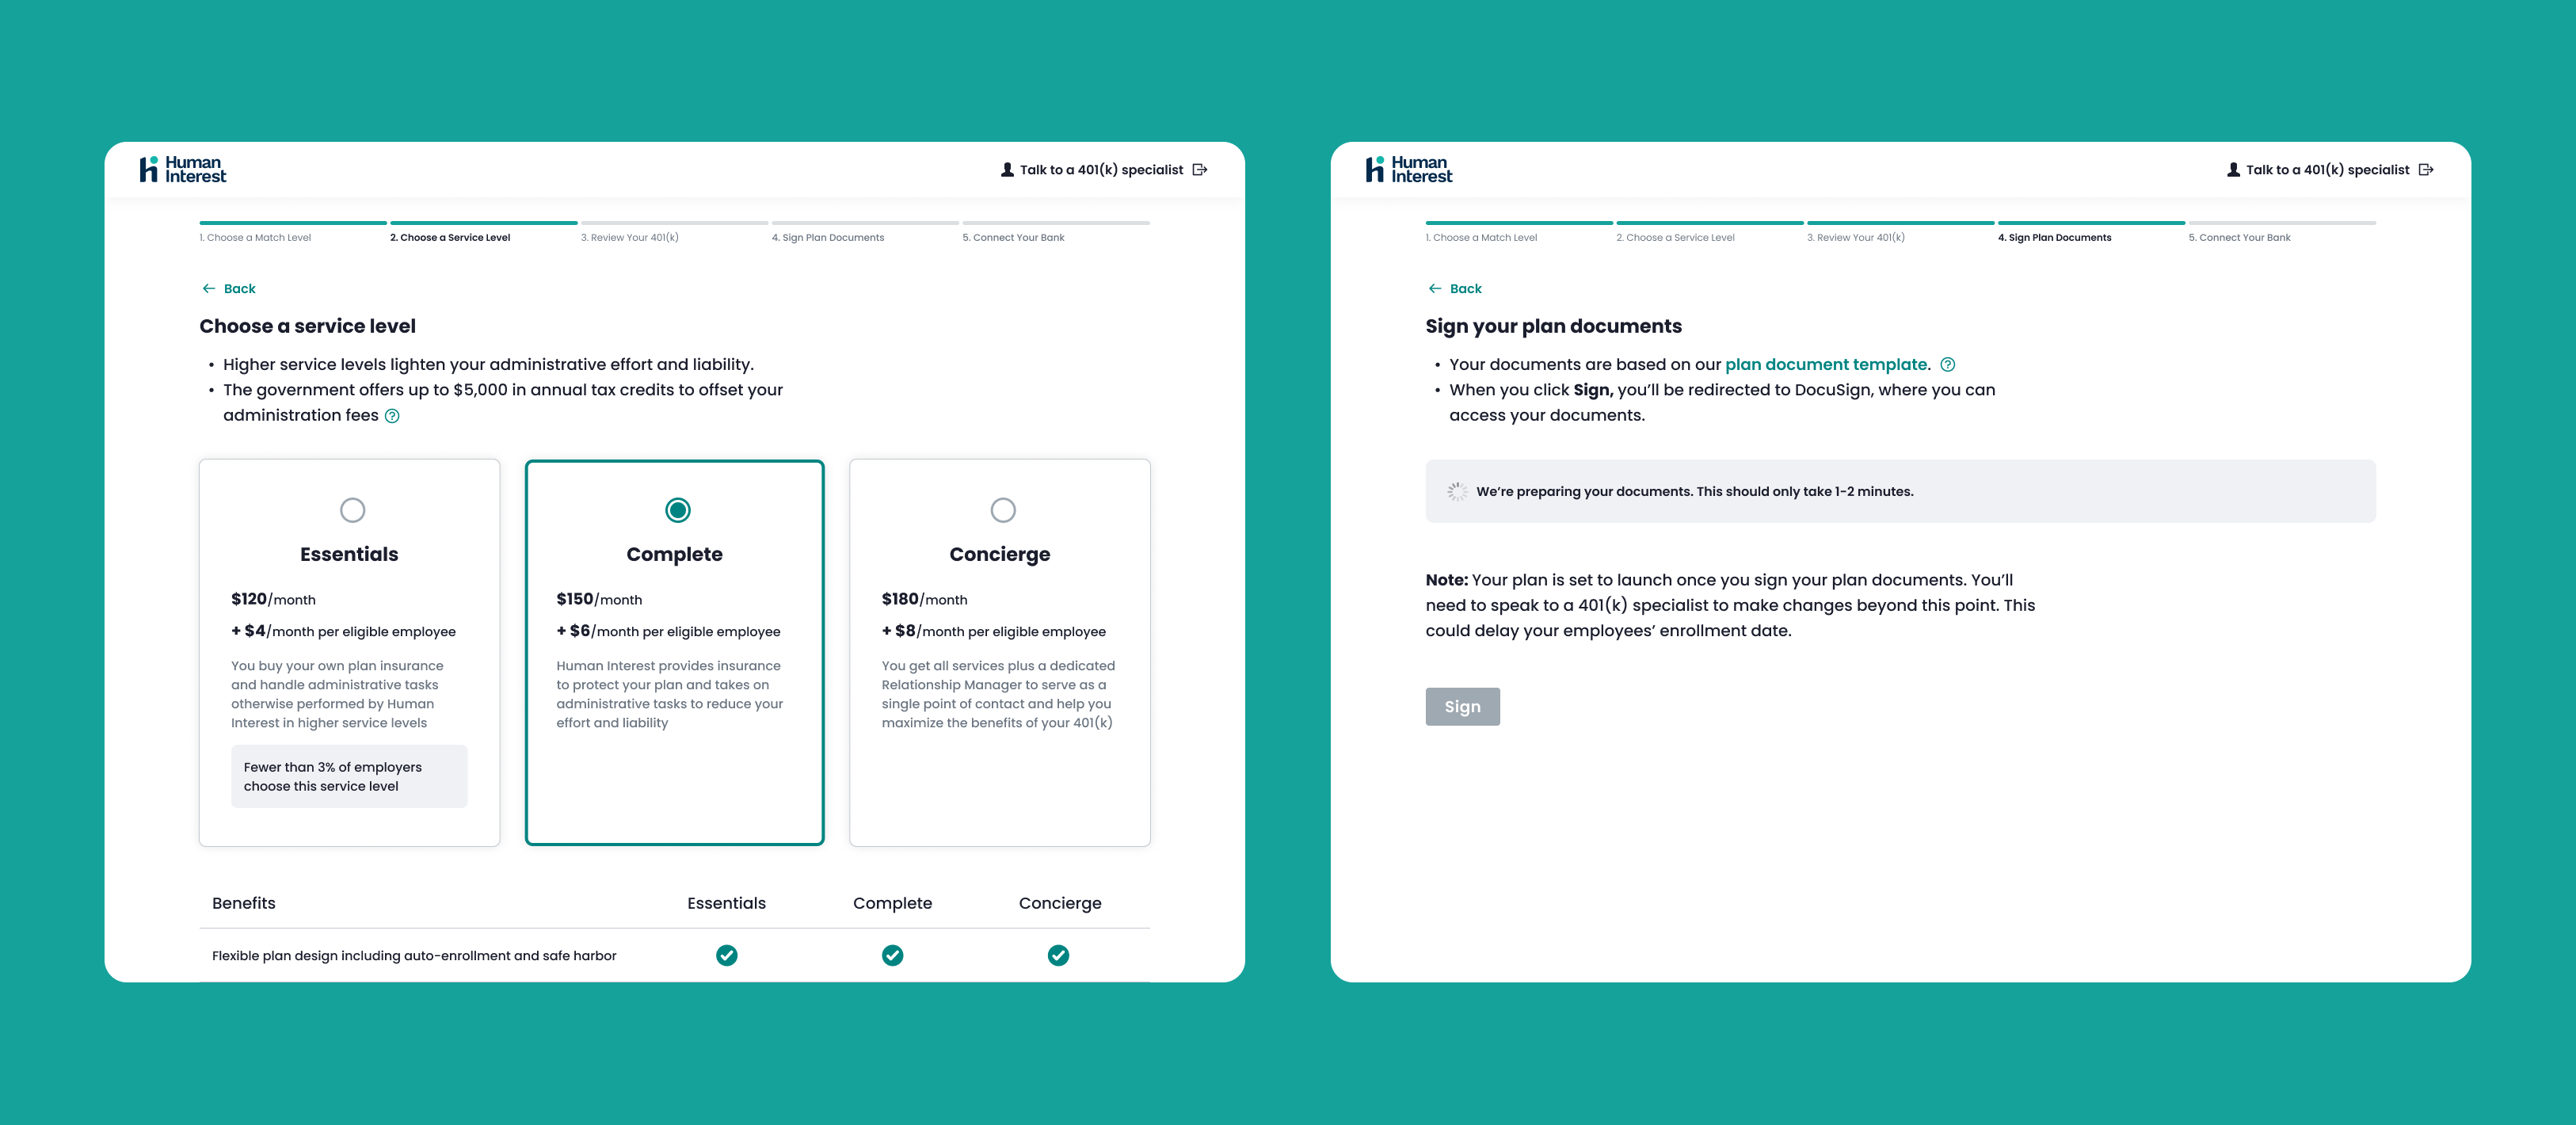 Human
Interest
Talk to a 401(k) specialist
1. Choose a Match Level
2. Choose a Service Level
3. Review Your 401(k)
4. Sign Plan Documents
5. Connect Your Bank
Back
Choose a service level
• Higher service levels lighten your administrative effort and liability.
• The government offers up to $5,000 in annual tax credits to offset your
administration fees ?
Essentials
$120/month
+ $4/month per eligible employee
You buy your own plan insurance
and handle administrative tasks
otherwise performed by Human
Interest in higher service levels
Fewer than 3% of employers
choose this service level
Complete
$150/month
+ $6/month per eligible employee
Human Interest provides insurance
to protect your plan and takes on
administrative tasks to reduce your
effort and liability
Concierge
$180/month
+ $8/month per eligible employee
You get all services plus a dedicated
Relationship Manager to serve as a
single point of contact and help you
maximize the benefits of your 401(k)
Benefits Essentials Complete Concierge
Flexible plan design including auto-enrollment and safe harbor
Human
Interest
Talk to a 401(k) specialist
1. Choose a Match Level
2. Choose a Service Level
3. Review Your 401(k)
4. Sign Plan Documents
5. Connect Your Bank
Back
Sign your plan documents
• Your documents are based on our plan document template. ?
• When you click Sign, you’ll be redirected to DocuSign, where you can
access your documents.
We’re preparing your documents. This should only take 1-2 minutes.
Note: Your plan is set to launch once you sign your plan documents. You’ll
need to speak to a 401(k) specialist to make changes beyond this point. This
could delay your employees’ enrollment date.
Sign